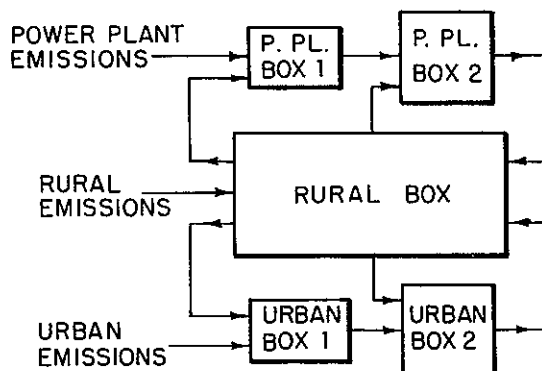 POWER PLANT
EMISSIONS
P. PL.
BOX 1
P. PL.
BOX 2
RURAL
EMISSIONS
RURAL BOX
URBAN
EMISSIONS
URBAN
BOX 1
URBAN
BOX 2